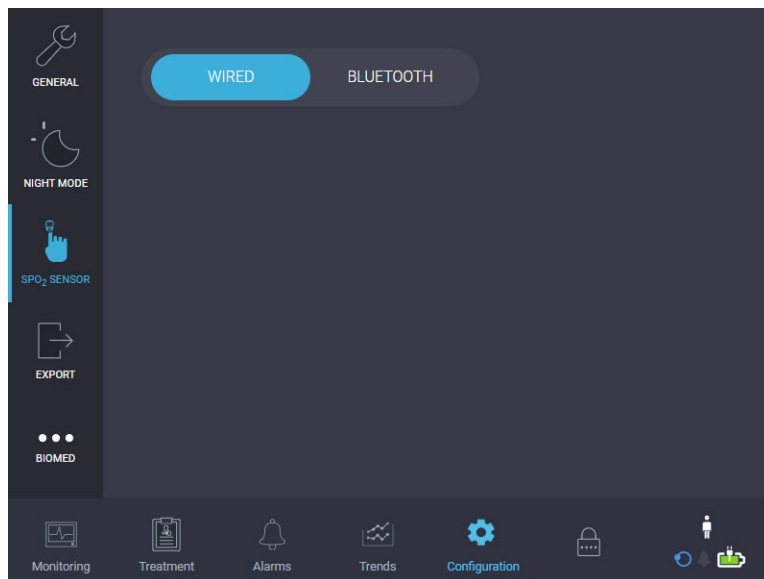 GENERAL
WIRED BLUETOOTH
NIGHT MODE
SPO₂ SENSOR
EXPORT
BIOMED
Monitoring Treatment Alarms Trends Configuration